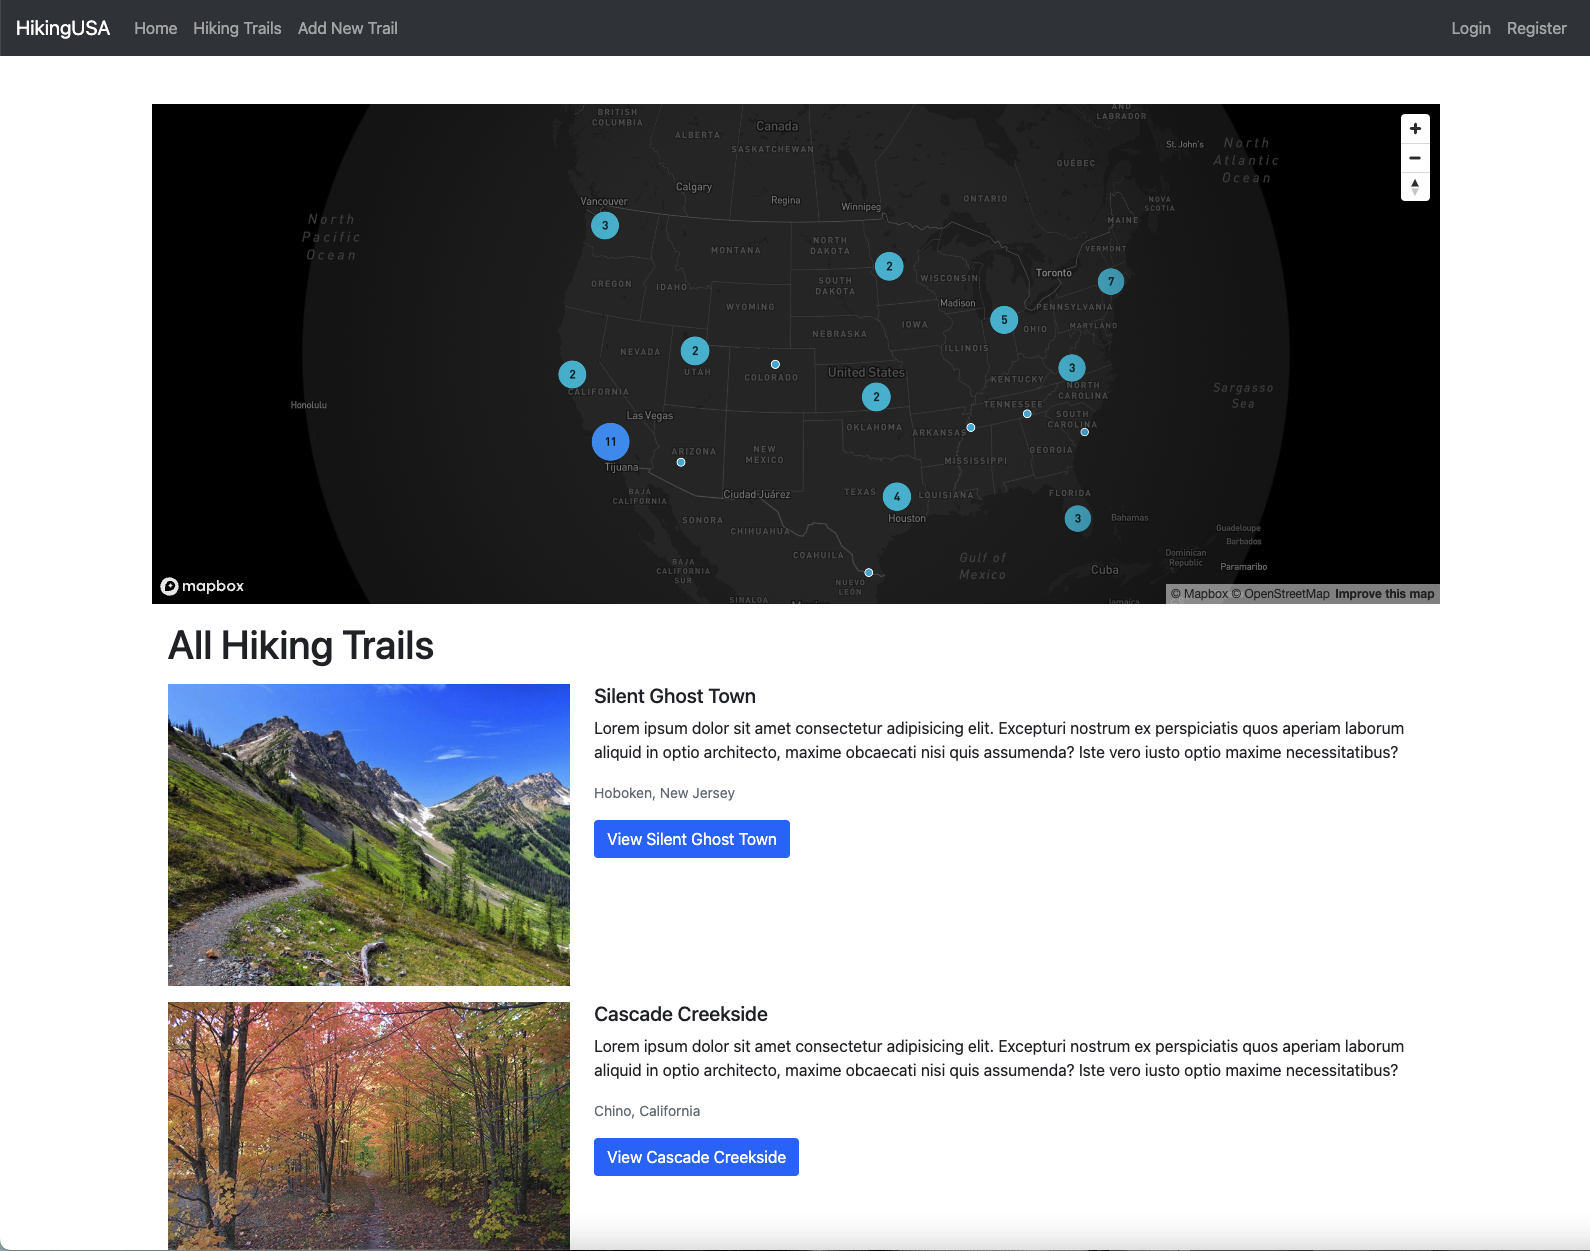 HikingUSA Home Hiking Trails Add New Trail Login Register
BRITISH COLUMBIA
ALBERTA
Canada
SASKATCHEWAN
AND LABRADOR
St. John's
North
Atlantic
Ocean
QUÉBEC
Calgary
Vancouver
Regina
Winnipeg
ONTARIO
NOVA SCOTIA
MAINE
North
Pacific
Ocean
3
MONTANA
NORTH DAKOTA
VERMONT
2
WISCONSIN
Toronto
7
OREGON
IDAHO
SOUTH DAKOTA
WYOMING
Madison
PENNSYLVANIA
5
OHIO
MARYLAND
IOWA
NEBRASKA
NEVADA
2
UTAH
ILLINOIS
2
CALIFORNIA
COLORADO
United States
KENTUCKY
3
NORTH CAROLINA
Sargasso
Sea
Honolulu
2
TENNESSEE
Las Vegas
OKLAHOMA
ARKANSAS
SOUTH CAROLINA
11
Tijuana
ARIZONA
NEW MEXICO
MISSISSIPPI
GEORGIA
BAJA CALIFORNIA
Ciudad Juárez
TEXAS
4
LOUISIANA
FLORIDA
Houston
3
Bahamas
SONORA
CHIHUAHUA
Guadeloupe
Barbados
COAHUILA
Gulf of
Mexico
Dominican Republic
Paramaribo
Cuba
BAJA CALIFORNIA SUR
NUEVO LEÓN
SINALOA
Jamaica
mapbox
© Mapbox © OpenStreetMap Improve this map
All Hiking Trails
Silent Ghost Town
Lorem ipsum dolor sit amet consectetur adipisicing elit. Excepturi nostrum ex perspiciatis quos aperiam laborum
aliquid in optio architecto, maxime obcaecati nisi quis assumenda? Iste vero iusto optio maxime necessitatibus?
Hoboken, New Jersey
View Silent Ghost Town
Cascade Creekside
Lorem ipsum dolor sit amet consectetur adipisicing elit. Excepturi nostrum ex perspiciatis quos aperiam laborum
aliquid in optio architecto, maxime obcaecati nisi quis assumenda? Iste vero iusto optio maxime necessitatibus?
Chino, California
View Cascade Creekside